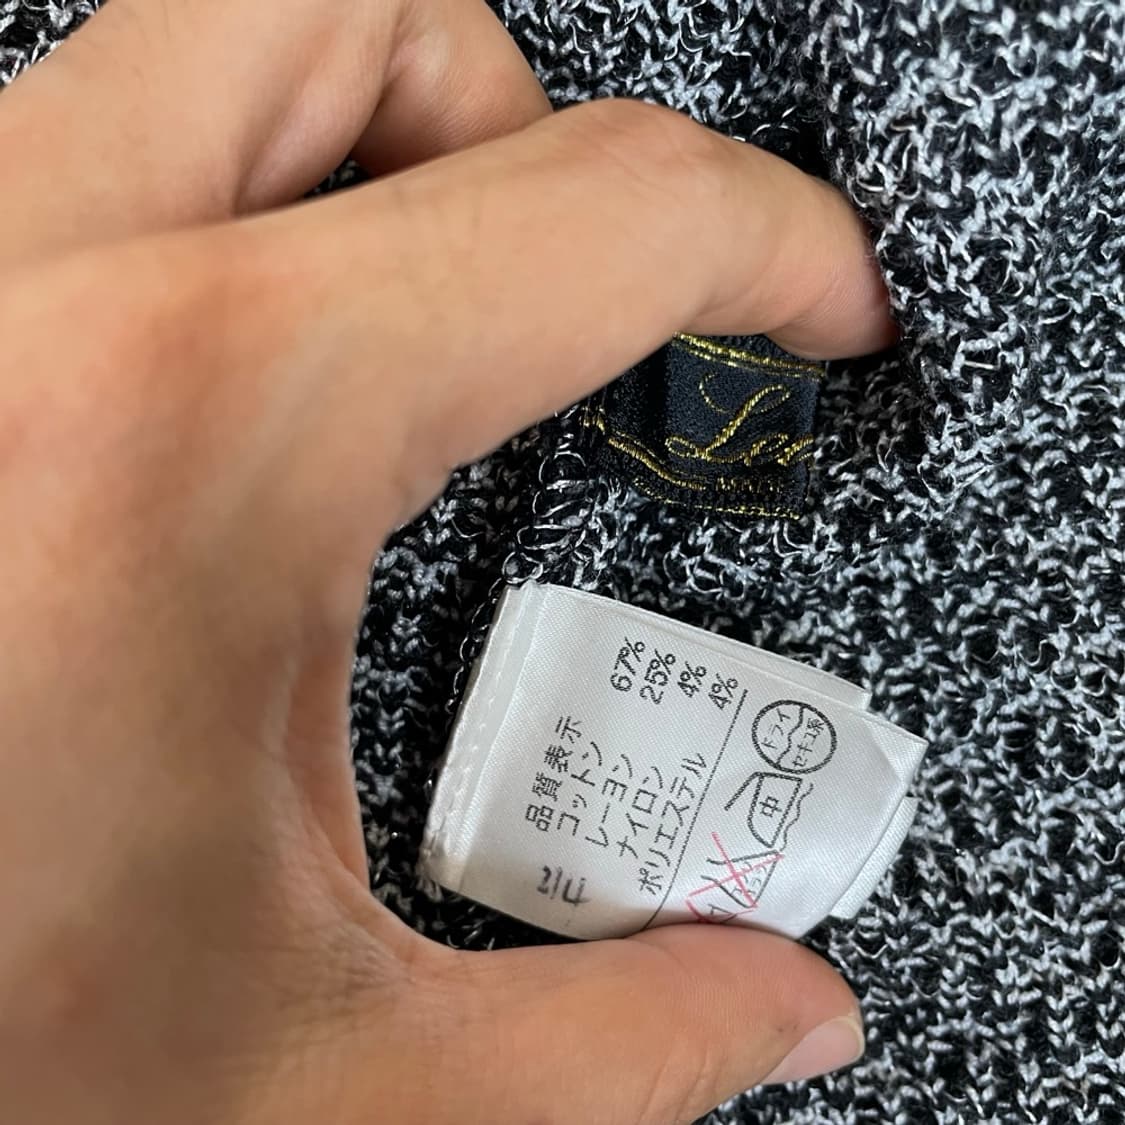 品質表示
コットン 67%
レーヨン 25%
ナイロン 4%
ポリエステル 4%
ドライ
セキユ系
中